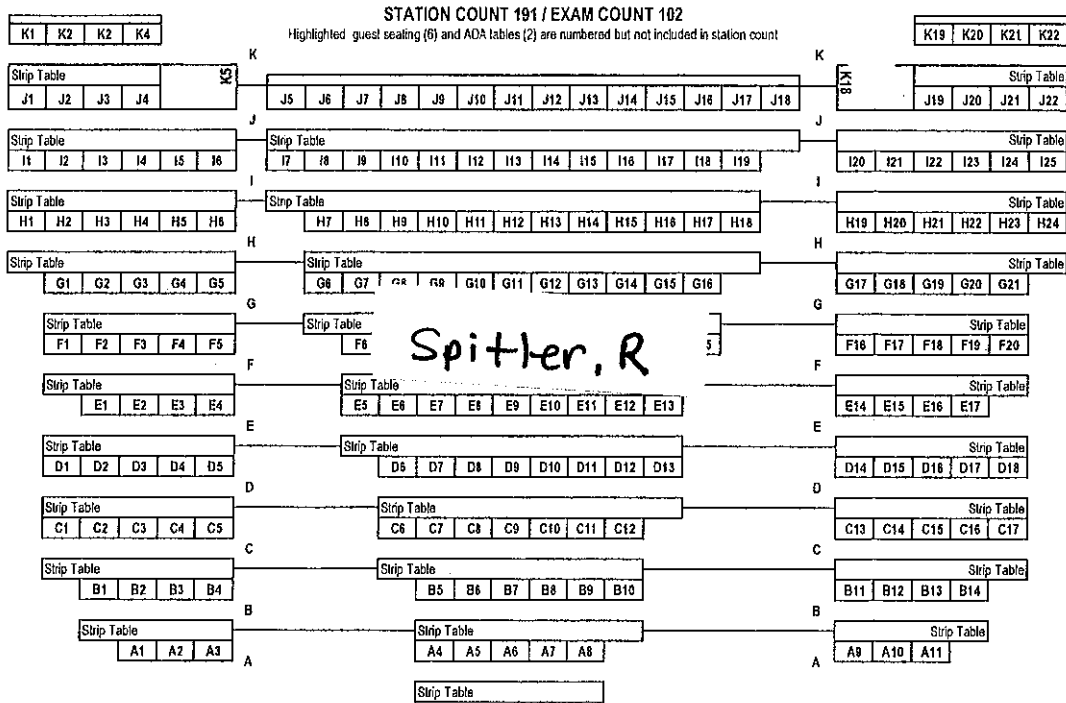 STATION COUNT 191 / EXAM COUNT 102
Highlighted guest seating (6) and ADA tables (2) are numbered but not included in station count
K1 K2 K2 K4 K19 K20 K21 K22
K K
Strip Table K5 K18 Strip Table
J1 J2 J3 J4 J5 J6 J7 J8 J9 J10 J11 J12 J13 J14 J15 J16 J17 J18 J19 J20 J21 J22
J J
Strip Table Strip Table Strip Table
I1 I2 I3 I4 I5 I6 I7 I8 I9 I10 I11 I12 I13 I14 I15 I16 I17 I18 I19 I20 I21 I22 I23 I24 I25
I I
Strip Table Strip Table Strip Table
H1 H2 H3 H4 H5 H6 H7 H8 H9 H10 H11 H12 H13 H14 H15 H16 H17 H18 H19 H20 H21 H22 H23 H24
H H
Strip Table Strip Table Strip Table
G1 G2 G3 G4 G5 G6 G7 G8 G9 G10 G11 G12 G13 G14 G15 G16 G17 G18 G19 G20 G21
G G
Strip Table Strip Table Strip Table
F1 F2 F3 F4 F5 F6 5 F16 F17 F18 F19 F20
Spitler, R
F F
Strip Table Strip Table Strip Table
E1 E2 E3 E4 E5 E6 E7 E8 E9 E10 E11 E12 E13 E14 E15 E16 E17
E E
Strip Table Strip Table Strip Table
D1 D2 D3 D4 D5 D6 D7 D8 D9 D10 D11 D12 D13 D14 D15 D16 D17 D18
D D
Strip Table Strip Table Strip Table
C1 C2 C3 C4 C5 C6 C7 C8 C9 C10 C11 C12 C13 C14 C15 C16 C17
C C
Strip Table Strip Table Strip Table
B1 B2 B3 B4 B5 B6 B7 B8 B9 B10 B11 B12 B13 B14
B B
Strip Table Strip Table Strip Table
A1 A2 A3 A4 A5 A6 A7 A8 A9 A10 A11
A A
Strip Table